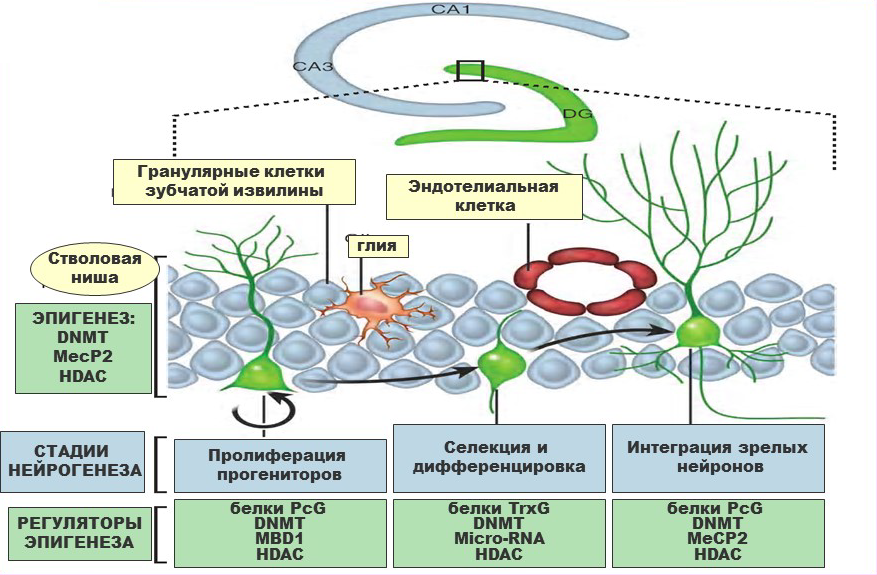 CA1
CA3
DG
Гранулярные клетки
зубчатой извилины
Эндотелиальная
клетка
глия
Стволовая
ниша
ЭПИГЕНЕЗ:
DNMT
MecP2
HDAC
СТАДИИ
НЕЙРОГЕНЕЗА
Пролиферация
прогениторов
Селекция и
дифференцировка
Интеграция зрелых
нейронов
РЕГУЛЯТОРЫ
ЭПИГЕНЕЗА
белки PcG
DNMT
MBD1
HDAC
белки TrxG
DNMT
Micro-RNA
HDAC
белки PcG
DNMT
MeCP2
HDAC